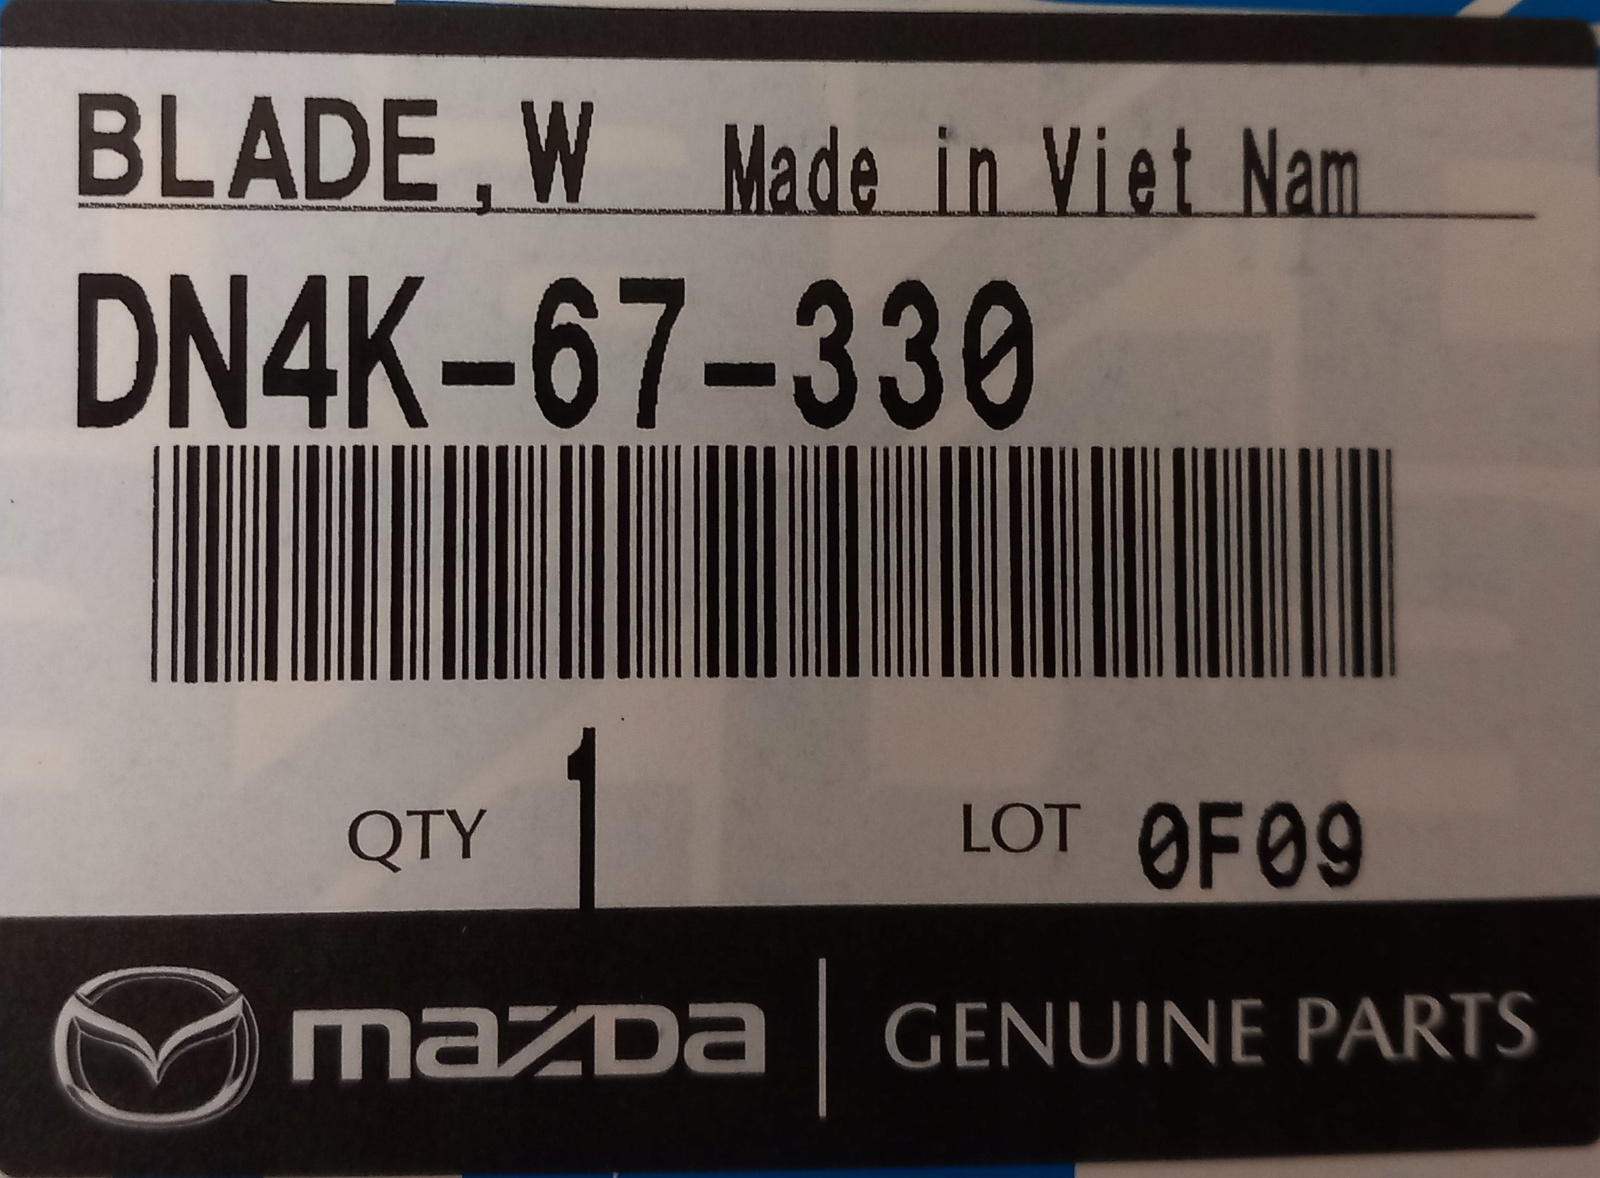 BLADE,W Made in Viet Nam
DN4K-67-330
QTY 1 LOT 0F09
mazda GENUINE PARTS